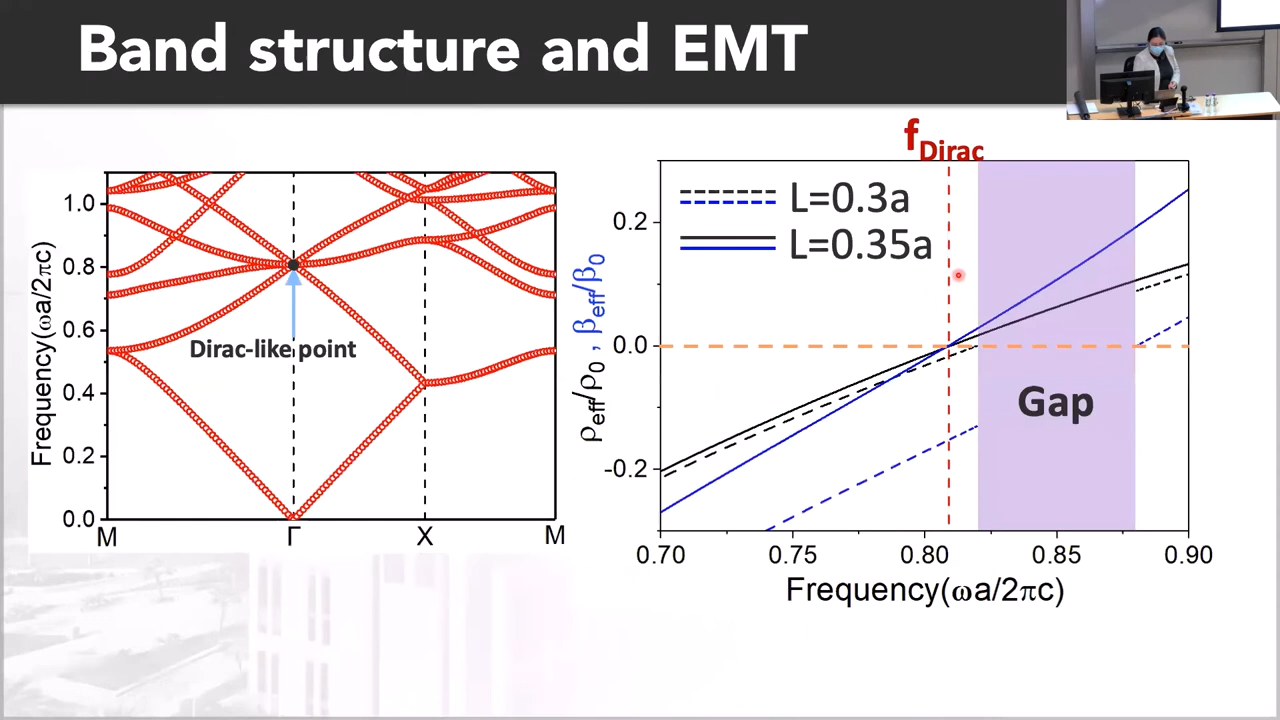 Band structure and EMT
Frequency(ωa/2πc)
1.0
0.8
0.6
0.4
0.2
0.0
Dirac-like point
M
Γ
X
M
f_Dirac
ρ_eff/ρ_0 , β_eff/β_0
0.2
0.0
-0.2
L=0.3a
L=0.35a
Gap
0.70
0.75
0.80
0.85
0.90
Frequency(ωa/2πc)